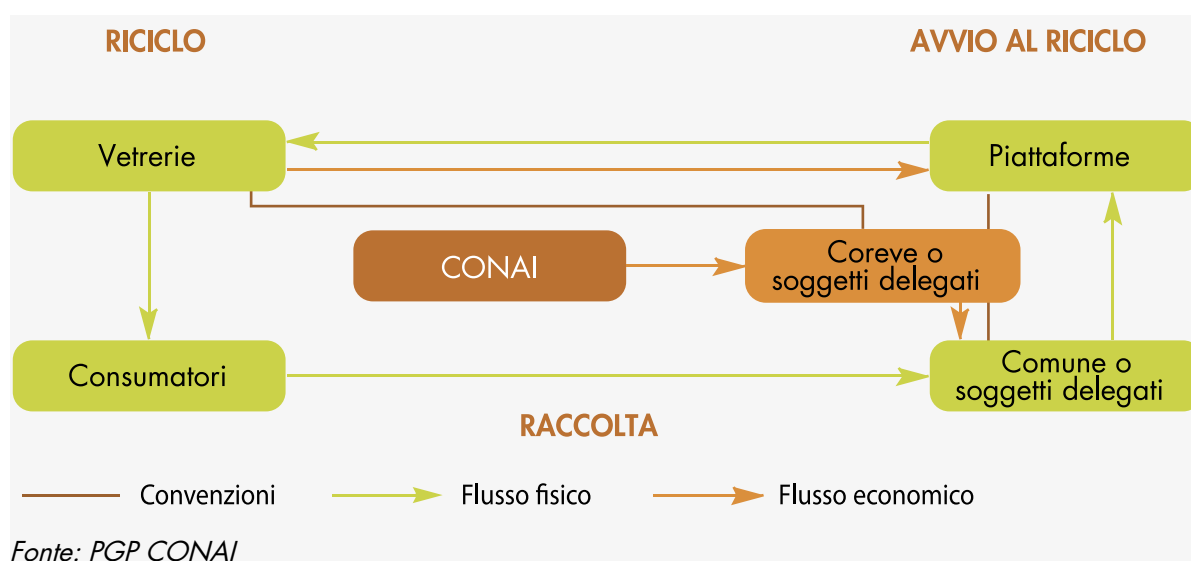 RICICLO
AVVIO AL RICICLO
Vetrerie
Piattaforme
CONAI
Coreve o
soggetti delegati
Consumatori
Comune o
soggetti delegati
RACCOLTA
Convenzioni
Flusso fisico
Flusso economico
Fonte: PGP CONAI